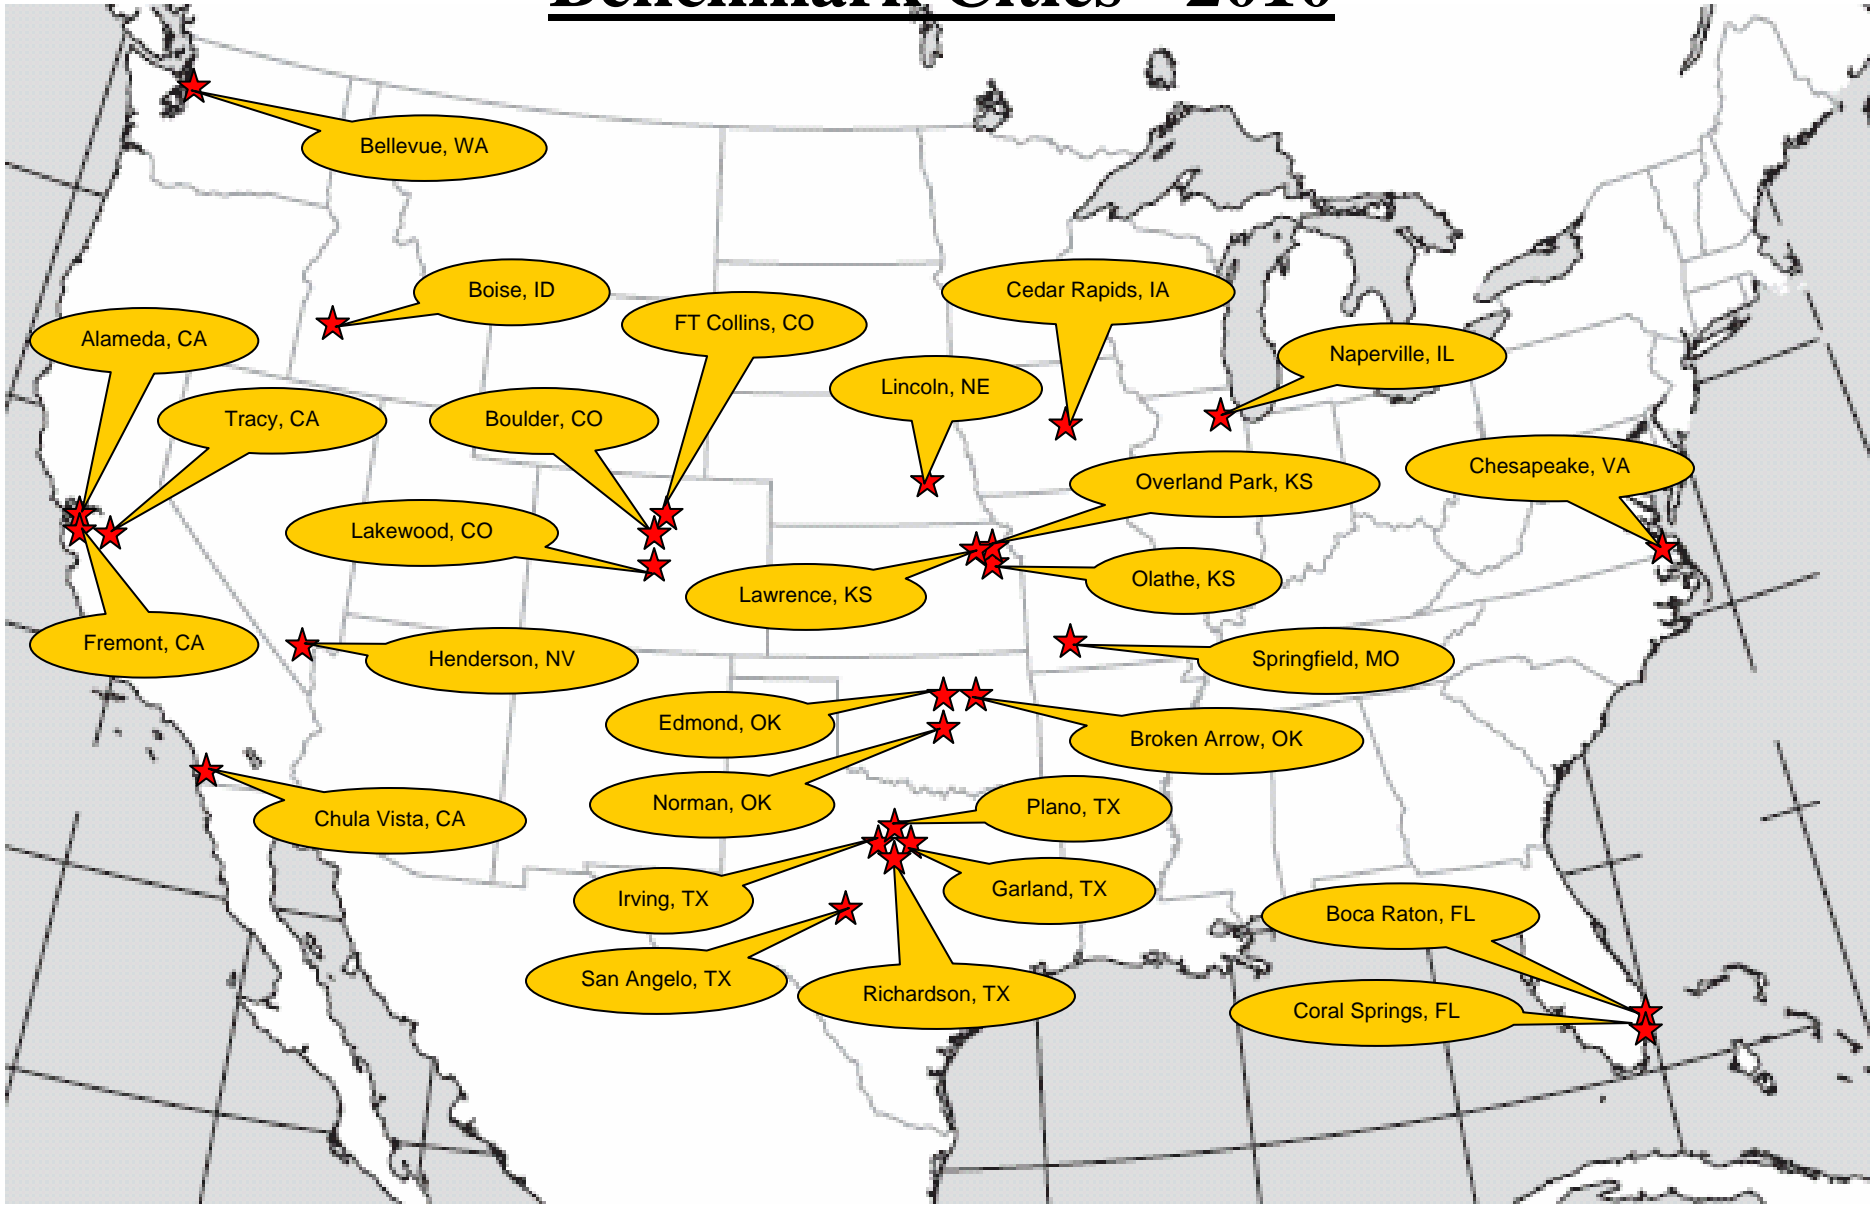 Benchmark Cities - 2010
Bellevue, WA
Boise, ID
Cedar Rapids, IA
FT Collins, CO
Alameda, CA
Naperville, IL
Lincoln, NE
Tracy, CA
Boulder, CO
Chesapeake, VA
Overland Park, KS
Lakewood, CO
Olathe, KS
Lawrence, KS
Fremont, CA
Henderson, NV
Springfield, MO
Edmond, OK
Broken Arrow, OK
Norman, OK
Plano, TX
Chula Vista, CA
Garland, TX
Irving, TX
Boca Raton, FL
San Angelo, TX
Richardson, TX
Coral Springs, FL